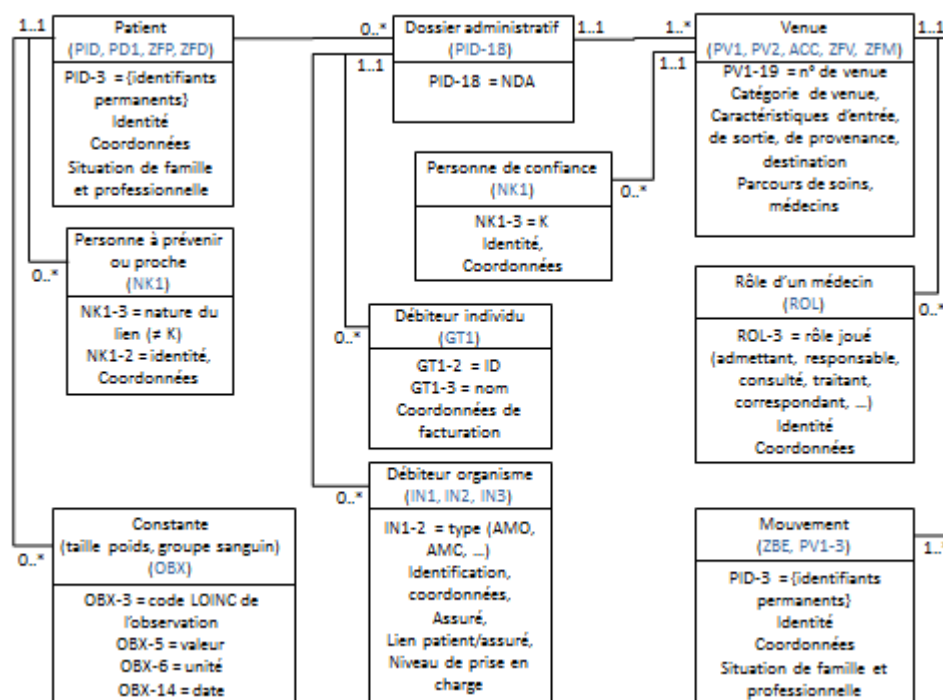 1..1
Patient
(PID, PD1, ZFP, ZFD)
PID-3 = {identifiants
permanents}
Identité
Coordonnées
Situation de famille
et professionnelle
0..*
Dossier administratif
(PID-18)
1..1
1..1
PID-18 = NDA
1..*
Venue
(PV1, PV2, ACC, ZFV, ZFM)
1..1
1..1
PV1-19 = n° de venue
Catégorie de venue,
Caractéristiques d'entrée,
de sortie, de provenance,
destination
Parcours de soins,
médecins
Personne de confiance
(NK1)
0..*
NK1-3 = K
Identité,
Coordonnées
Personne à prévenir
ou proche
(NK1)
0..*
NK1-3 = nature du
lien (≠ K)
NK1-2 = identité,
Coordonnées
Débiteur individu
(GT1)
0..*
GT1-2 = ID
GT1-3 = nom
Coordonnées de
facturation
Rôle d'un médecin
(ROL)
0..*
ROL-3 = rôle joué
(admettant, responsable,
consulté, traitant,
correspondant, ...)
Identité
Coordonnées
Débiteur organisme
(IN1, IN2, IN3)
0..*
IN1-2 = type (AMO,
AMC, ...)
Identification,
coordonnées,
Assuré,
Lien patient/assuré,
Niveau de prise en
charge
Constante
(taille poids, groupe sanguin)
(OBX)
0..*
OBX-3 = code LOINC de
l'observation
OBX-5 = valeur
OBX-6 = unité
OBX-14 = date
Mouvement
(ZBE, PV1-3)
1..*
PID-3 = {identifiants
permanents}
Identité
Coordonnées
Situation de famille et
professionnelle